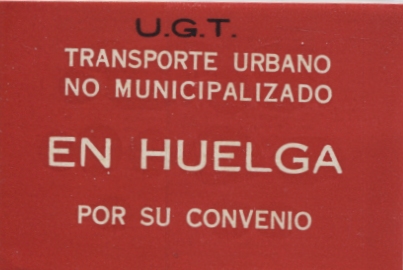 U.G.T.
TRANSPORTE URBANO
NO MUNICIPALIZADO
EN HUELGA
POR SU CONVENIO